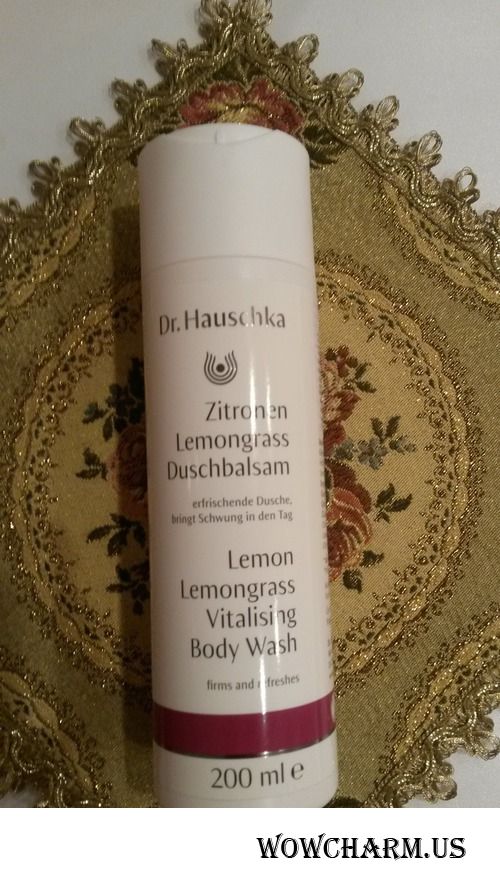 Dr.Hauschka
Zitronen
Lemongrass
Duschbalsam
erfrischende Dusche,
bringt Schwung in den Tag
Lemon
Lemongrass
Vitalising
Body Wash
firms and refreshes
200 ml e
WOWCHARM.US